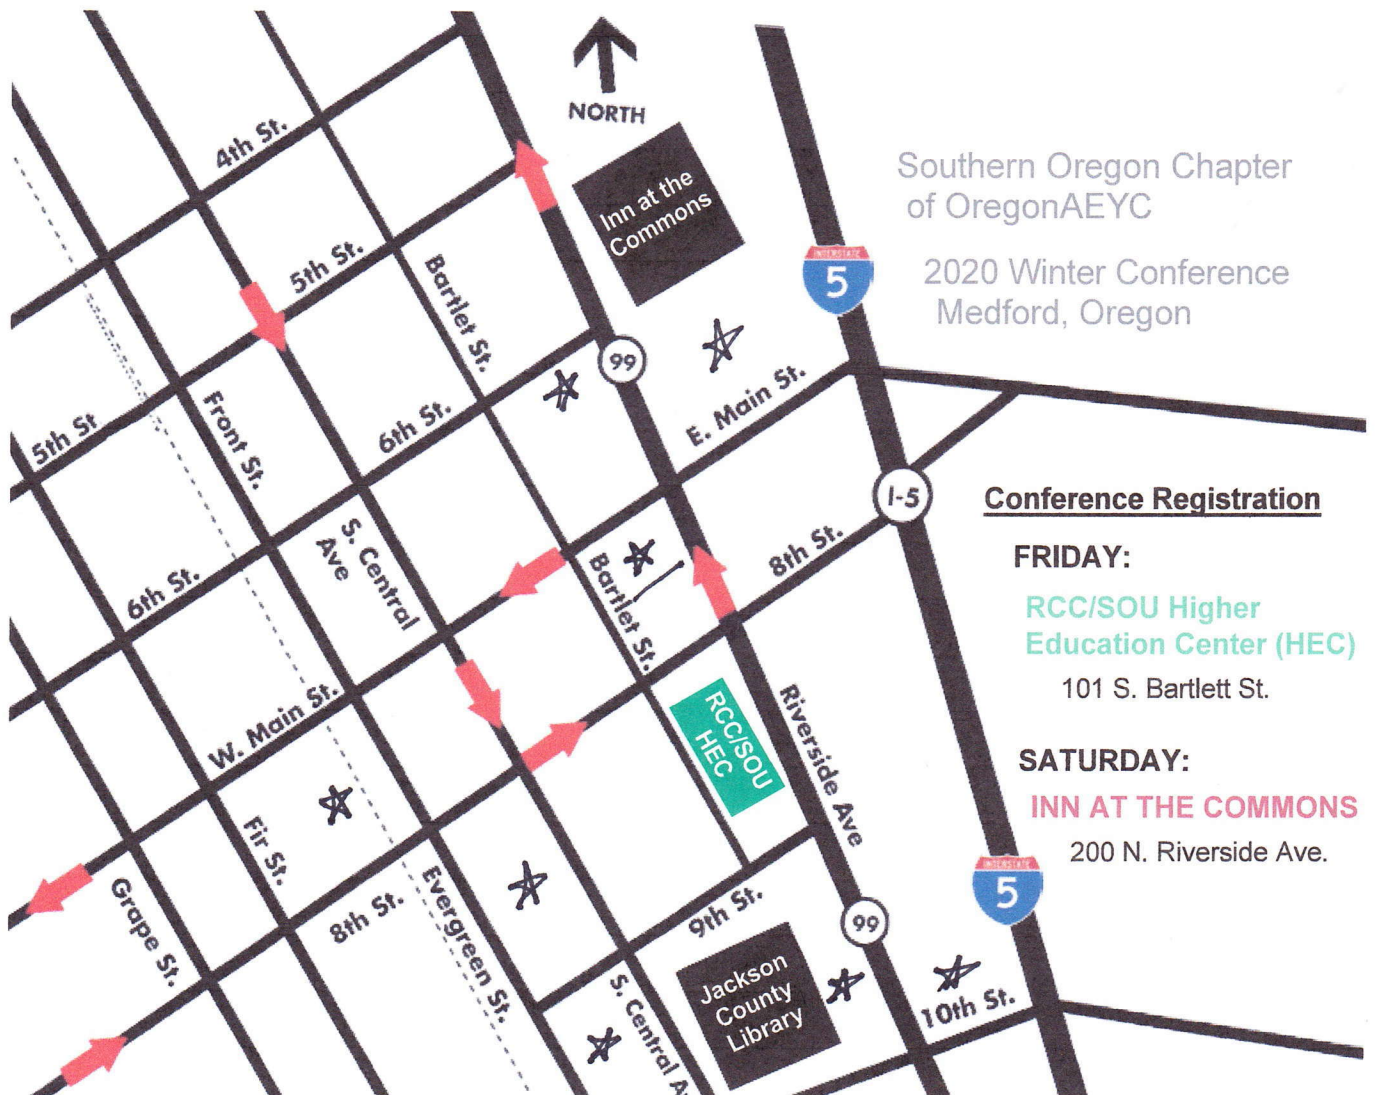 NORTH
Inn at the
Commons
Southern Oregon Chapter
of OregonAEYC
2020 Winter Conference
Medford, Oregon
INTERSTATE
5
4th St.
5th St.
Bartlet St.
99
6th St.
E. Main St.
5th St
Front St.
I-5
Conference Registration
FRIDAY:
RCC/SOU Higher
Education Center (HEC)
101 S. Bartlett St.
SATURDAY:
INN AT THE COMMONS
200 N. Riverside Ave.
S. Central
Ave
8th St.
Bartlet St.
6th St.
W. Main St.
RCC/SOU
HEC
Riverside Ave
Fir St.
Grape St.
8th St.
Evergreen St.
9th St.
99
INTERSTATE
5
Jackson
County
Library
S. Central A
10th St.